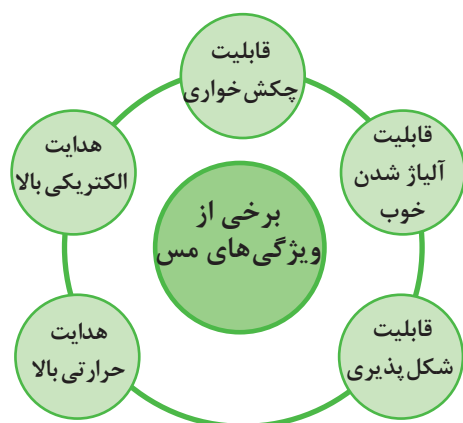 قابلیت
چکش‌خواری
قابلیت
آلیاژ شدن
خوب
هدایت
الکتریکی بالا
برخی از
ویژگی‌های مس
قابلیت
شکل‌پذیری
هدایت
حرارتی بالا